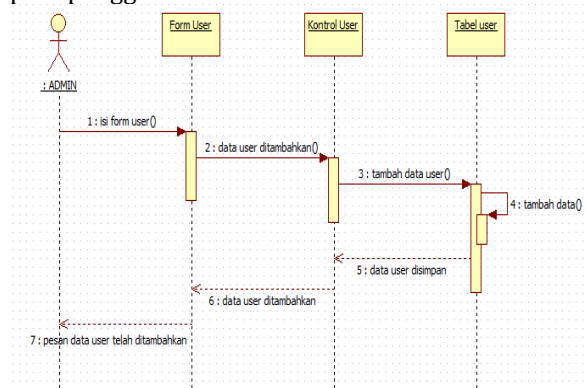 Form User
Kontrol User
Tabel user
: ADMIN
1 : isi form user()
2 : data user ditambahkan()
3 : tambah data user()
4 : tambah data()
5 : data user disimpan
6 : data user ditambahkan
7 : pesan data user telah ditambahkan